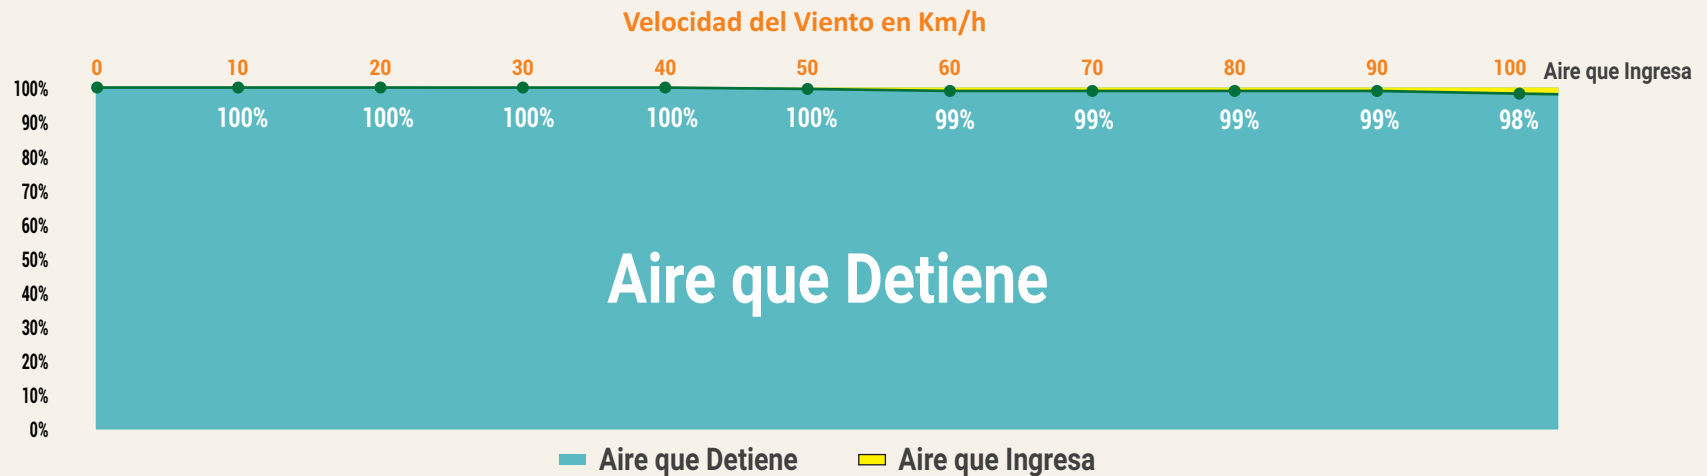 Velocidad del Viento en Km/h
0 10 20 30 40 50 60 70 80 90 100 Aire que Ingresa
100%
100% 100% 100% 100% 100% 99% 99% 99% 99% 98%
90%
80%
70%
60%
50%
Aire que Detiene
40%
30%
20%
10%
0%
Aire que Detiene Aire que Ingresa